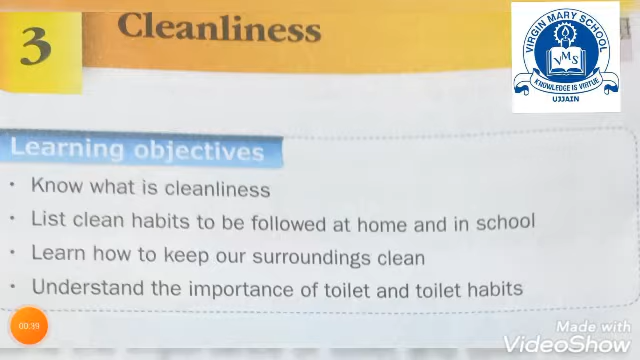 3
Cleanliness
VIRGIN MARY SCHOOL
VMS
KNOWLEDGE IS VIRTUE
UJJAIN
Learning objectives
• Know what is cleanliness
• List clean habits to be followed at home and in school
• Learn how to keep our surroundings clean
• Understand the importance of toilet and toilet habits
00:39
Made with
VideoShow